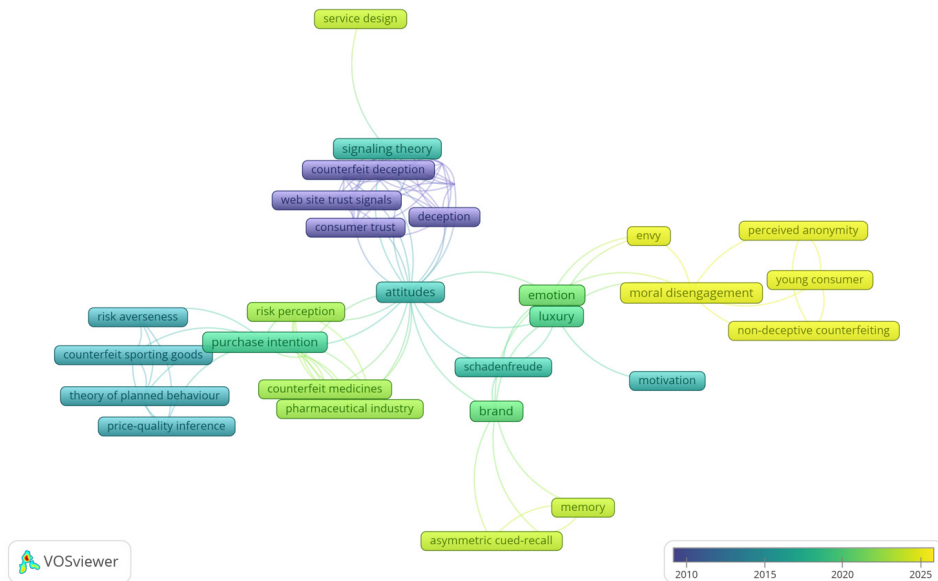 service design
signaling theory
counterfeit deception
web site trust signals
deception
consumer trust
envy
perceived anonymity
young consumer
attitudes
emotion
moral disengagement
risk perception
luxury
risk averseness
non-deceptive counterfeiting
purchase intention
counterfeit sporting goods
schadenfreude
motivation
counterfeit medicines
theory of planned behaviour
pharmaceutical industry
brand
price-quality inference
memory
asymmetric cued-recall
VOSviewer
2010 2015 2020 2025